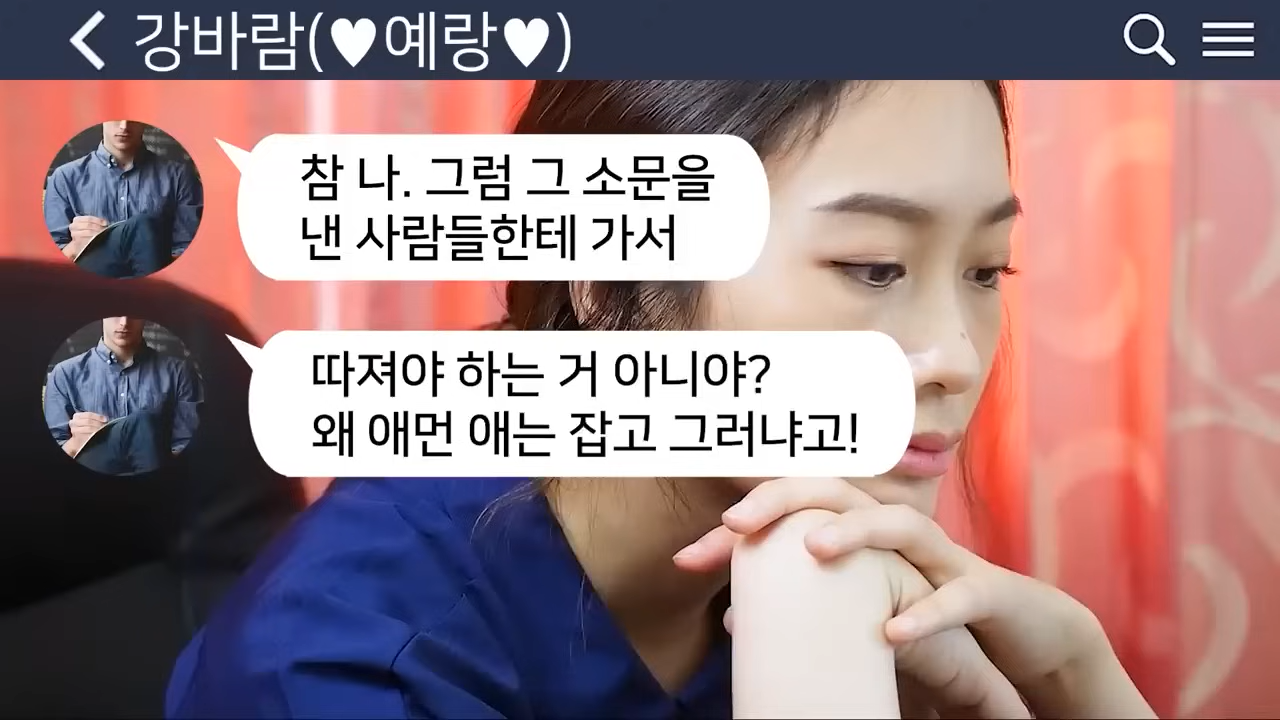 강바람(♥예랑♥)
참 나. 그럼 그 소문을
낸 사람들한테 가서
따져야 하는 거 아니야?
왜 애먼 애는 잡고 그러냐고!